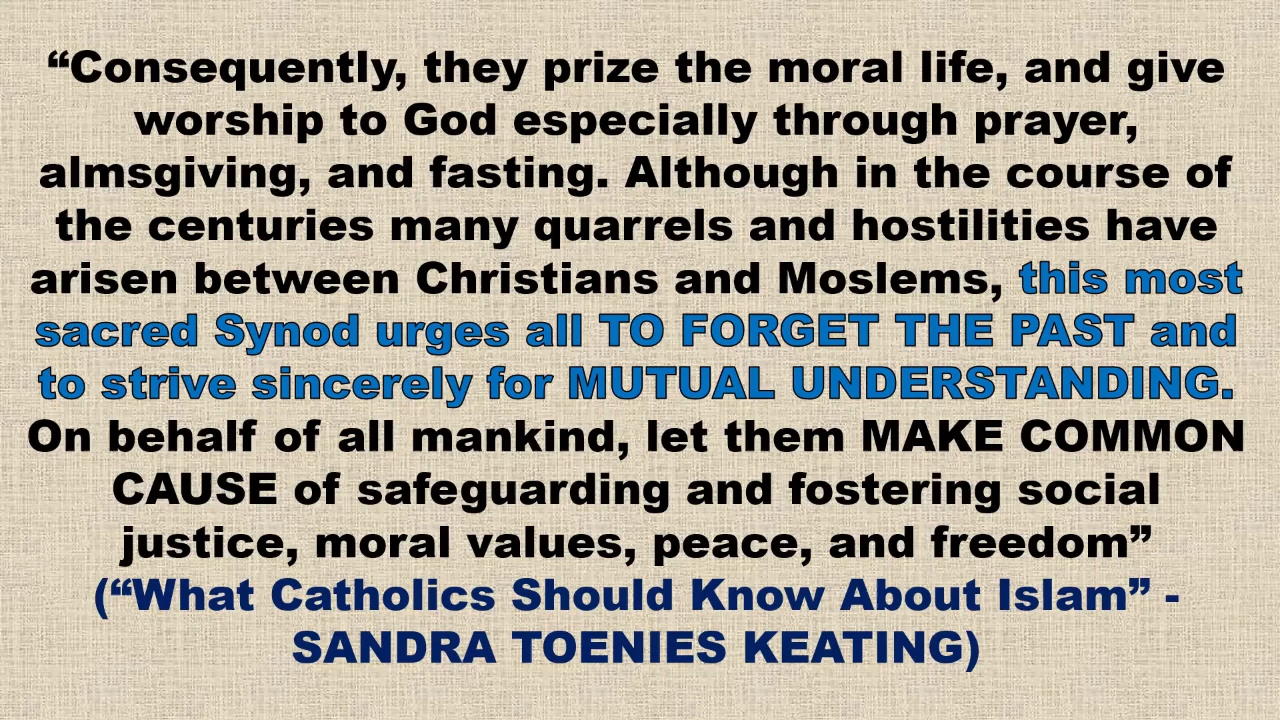 “Consequently, they prize the moral life, and give
worship to God especially through prayer,
almsgiving, and fasting. Although in the course of
the centuries many quarrels and hostilities have
arisen between Christians and Moslems, this most
sacred Synod urges all TO FORGET THE PAST and
to strive sincerely for MUTUAL UNDERSTANDING.
On behalf of all mankind, let them MAKE COMMON
CAUSE of safeguarding and fostering social
justice, moral values, peace, and freedom”
(“What Catholics Should Know About Islam” -
SANDRA TOENIES KEATING)